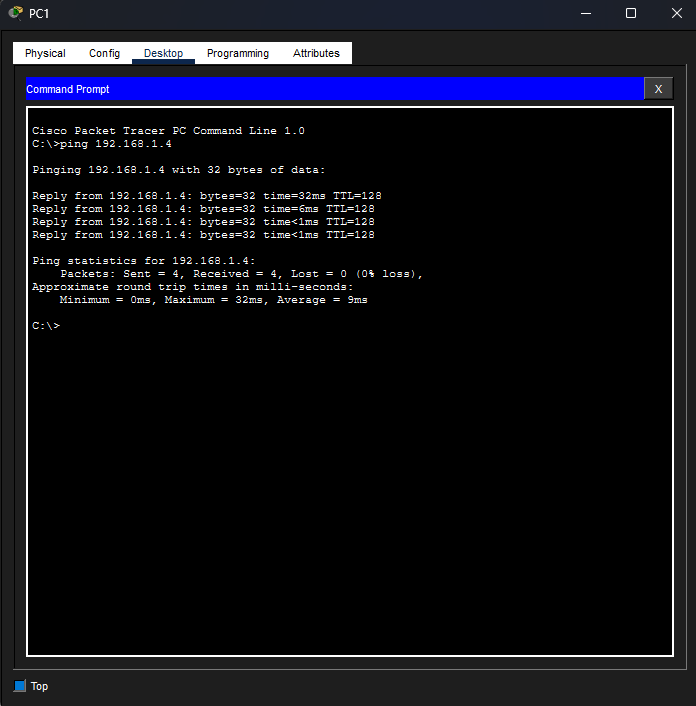 PC1
Physical Config Desktop Programming Attributes
Command Prompt X
Cisco Packet Tracer PC Command Line 1.0
C:\>ping 192.168.1.4
Pinging 192.168.1.4 with 32 bytes of data:
Reply from 192.168.1.4: bytes=32 time=32ms TTL=128
Reply from 192.168.1.4: bytes=32 time=6ms TTL=128
Reply from 192.168.1.4: bytes=32 time<1ms TTL=128
Reply from 192.168.1.4: bytes=32 time<1ms TTL=128
Ping statistics for 192.168.1.4:
    Packets: Sent = 4, Received = 4, Lost = 0 (0% loss),
Approximate round trip times in milli-seconds:
    Minimum = 0ms, Maximum = 32ms, Average = 9ms
C:\>
Top